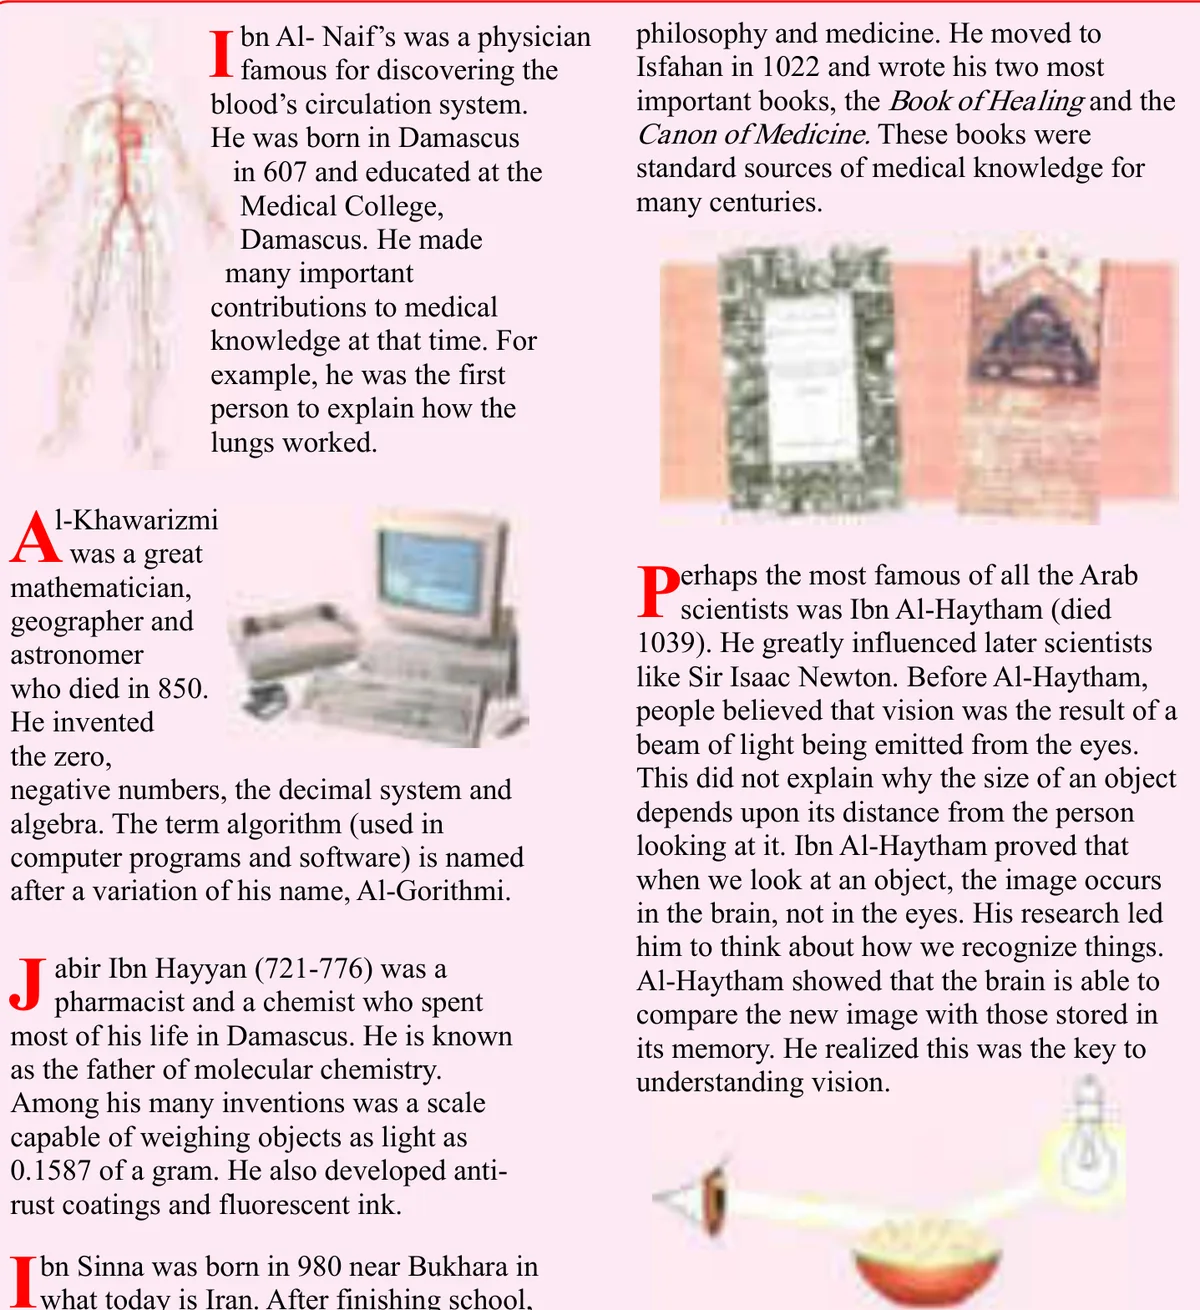 Ibn Al- Naif’s was a physician
famous for discovering the
blood’s circulation system.
He was born in Damascus
in 607 and educated at the
Medical College,
Damascus. He made
many important
contributions to medical
knowledge at that time. For
example, he was the first
person to explain how the
lungs worked.
Al-Khawarizmi
was a great
mathematician,
geographer and
astronomer
who died in 850.
He invented
the zero,
negative numbers, the decimal system and
algebra. The term algorithm (used in
computer programs and software) is named
after a variation of his name, Al-Gorithmi.
Jabir Ibn Hayyan (721-776) was a
pharmacist and a chemist who spent
most of his life in Damascus. He is known
as the father of molecular chemistry.
Among his many inventions was a scale
capable of weighing objects as light as
0.1587 of a gram. He also developed anti-
rust coatings and fluorescent ink.
Ibn Sinna was born in 980 near Bukhara in
what today is Iran. After finishing school,
philosophy and medicine. He moved to
Isfahan in 1022 and wrote his two most
important books, the Book of Healing and the
Canon of Medicine. These books were
standard sources of medical knowledge for
many centuries.
Perhaps the most famous of all the Arab
scientists was Ibn Al-Haytham (died
1039). He greatly influenced later scientists
like Sir Isaac Newton. Before Al-Haytham,
people believed that vision was the result of a
beam of light being emitted from the eyes.
This did not explain why the size of an object
depends upon its distance from the person
looking at it. Ibn Al-Haytham proved that
when we look at an object, the image occurs
in the brain, not in the eyes. His research led
him to think about how we recognize things.
Al-Haytham showed that the brain is able to
compare the new image with those stored in
its memory. He realized this was the key to
understanding vision.